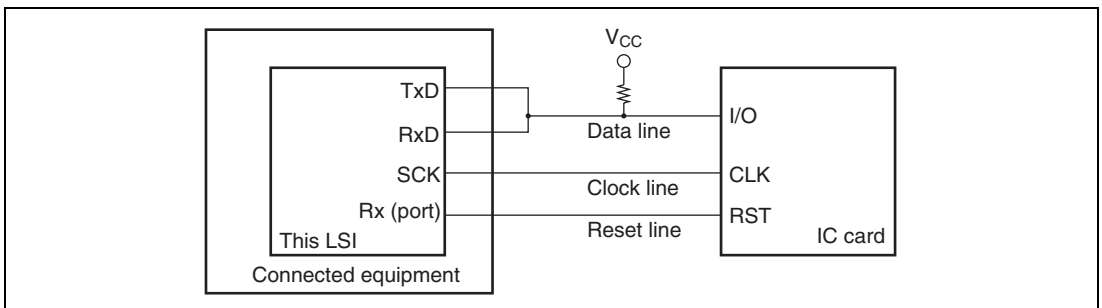 V_CC
TxD
I/O
RxD
Data line
SCK
CLK
Clock line
Rx (port)
RST
Reset line
This LSI
IC card
Connected equipment